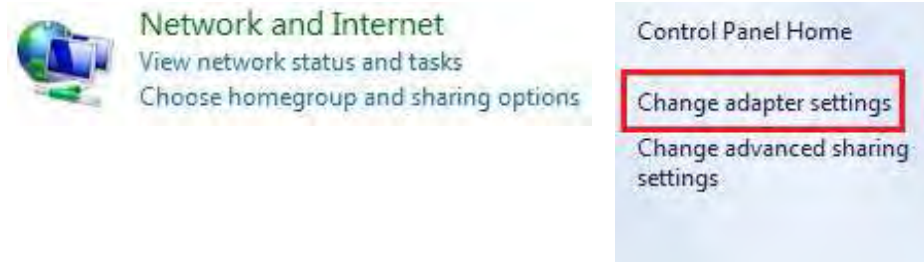 Network and Internet
View network status and tasks
Choose homegroup and sharing options
Control Panel Home
Change adapter settings
Change advanced sharing
settings